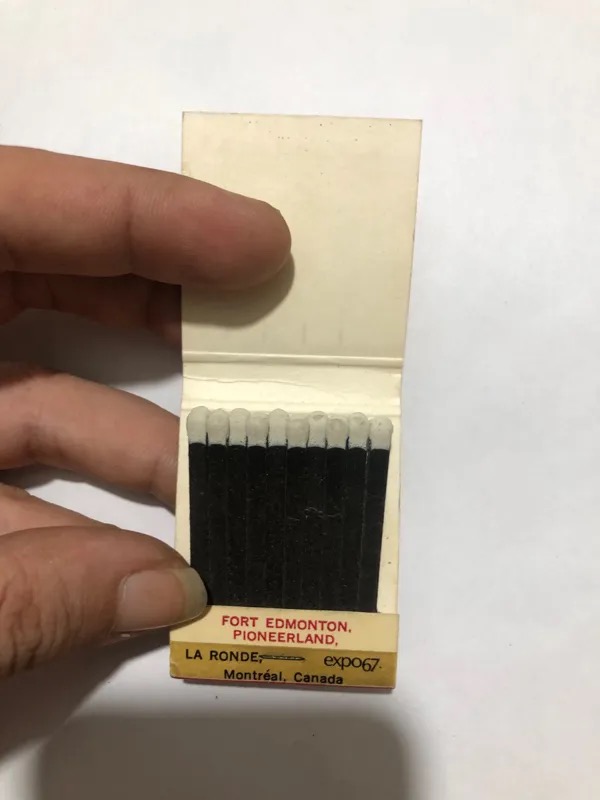 FORT EDMONTON,
PIONEERLAND,
LA RONDE, expo67.
Montréal, Canada